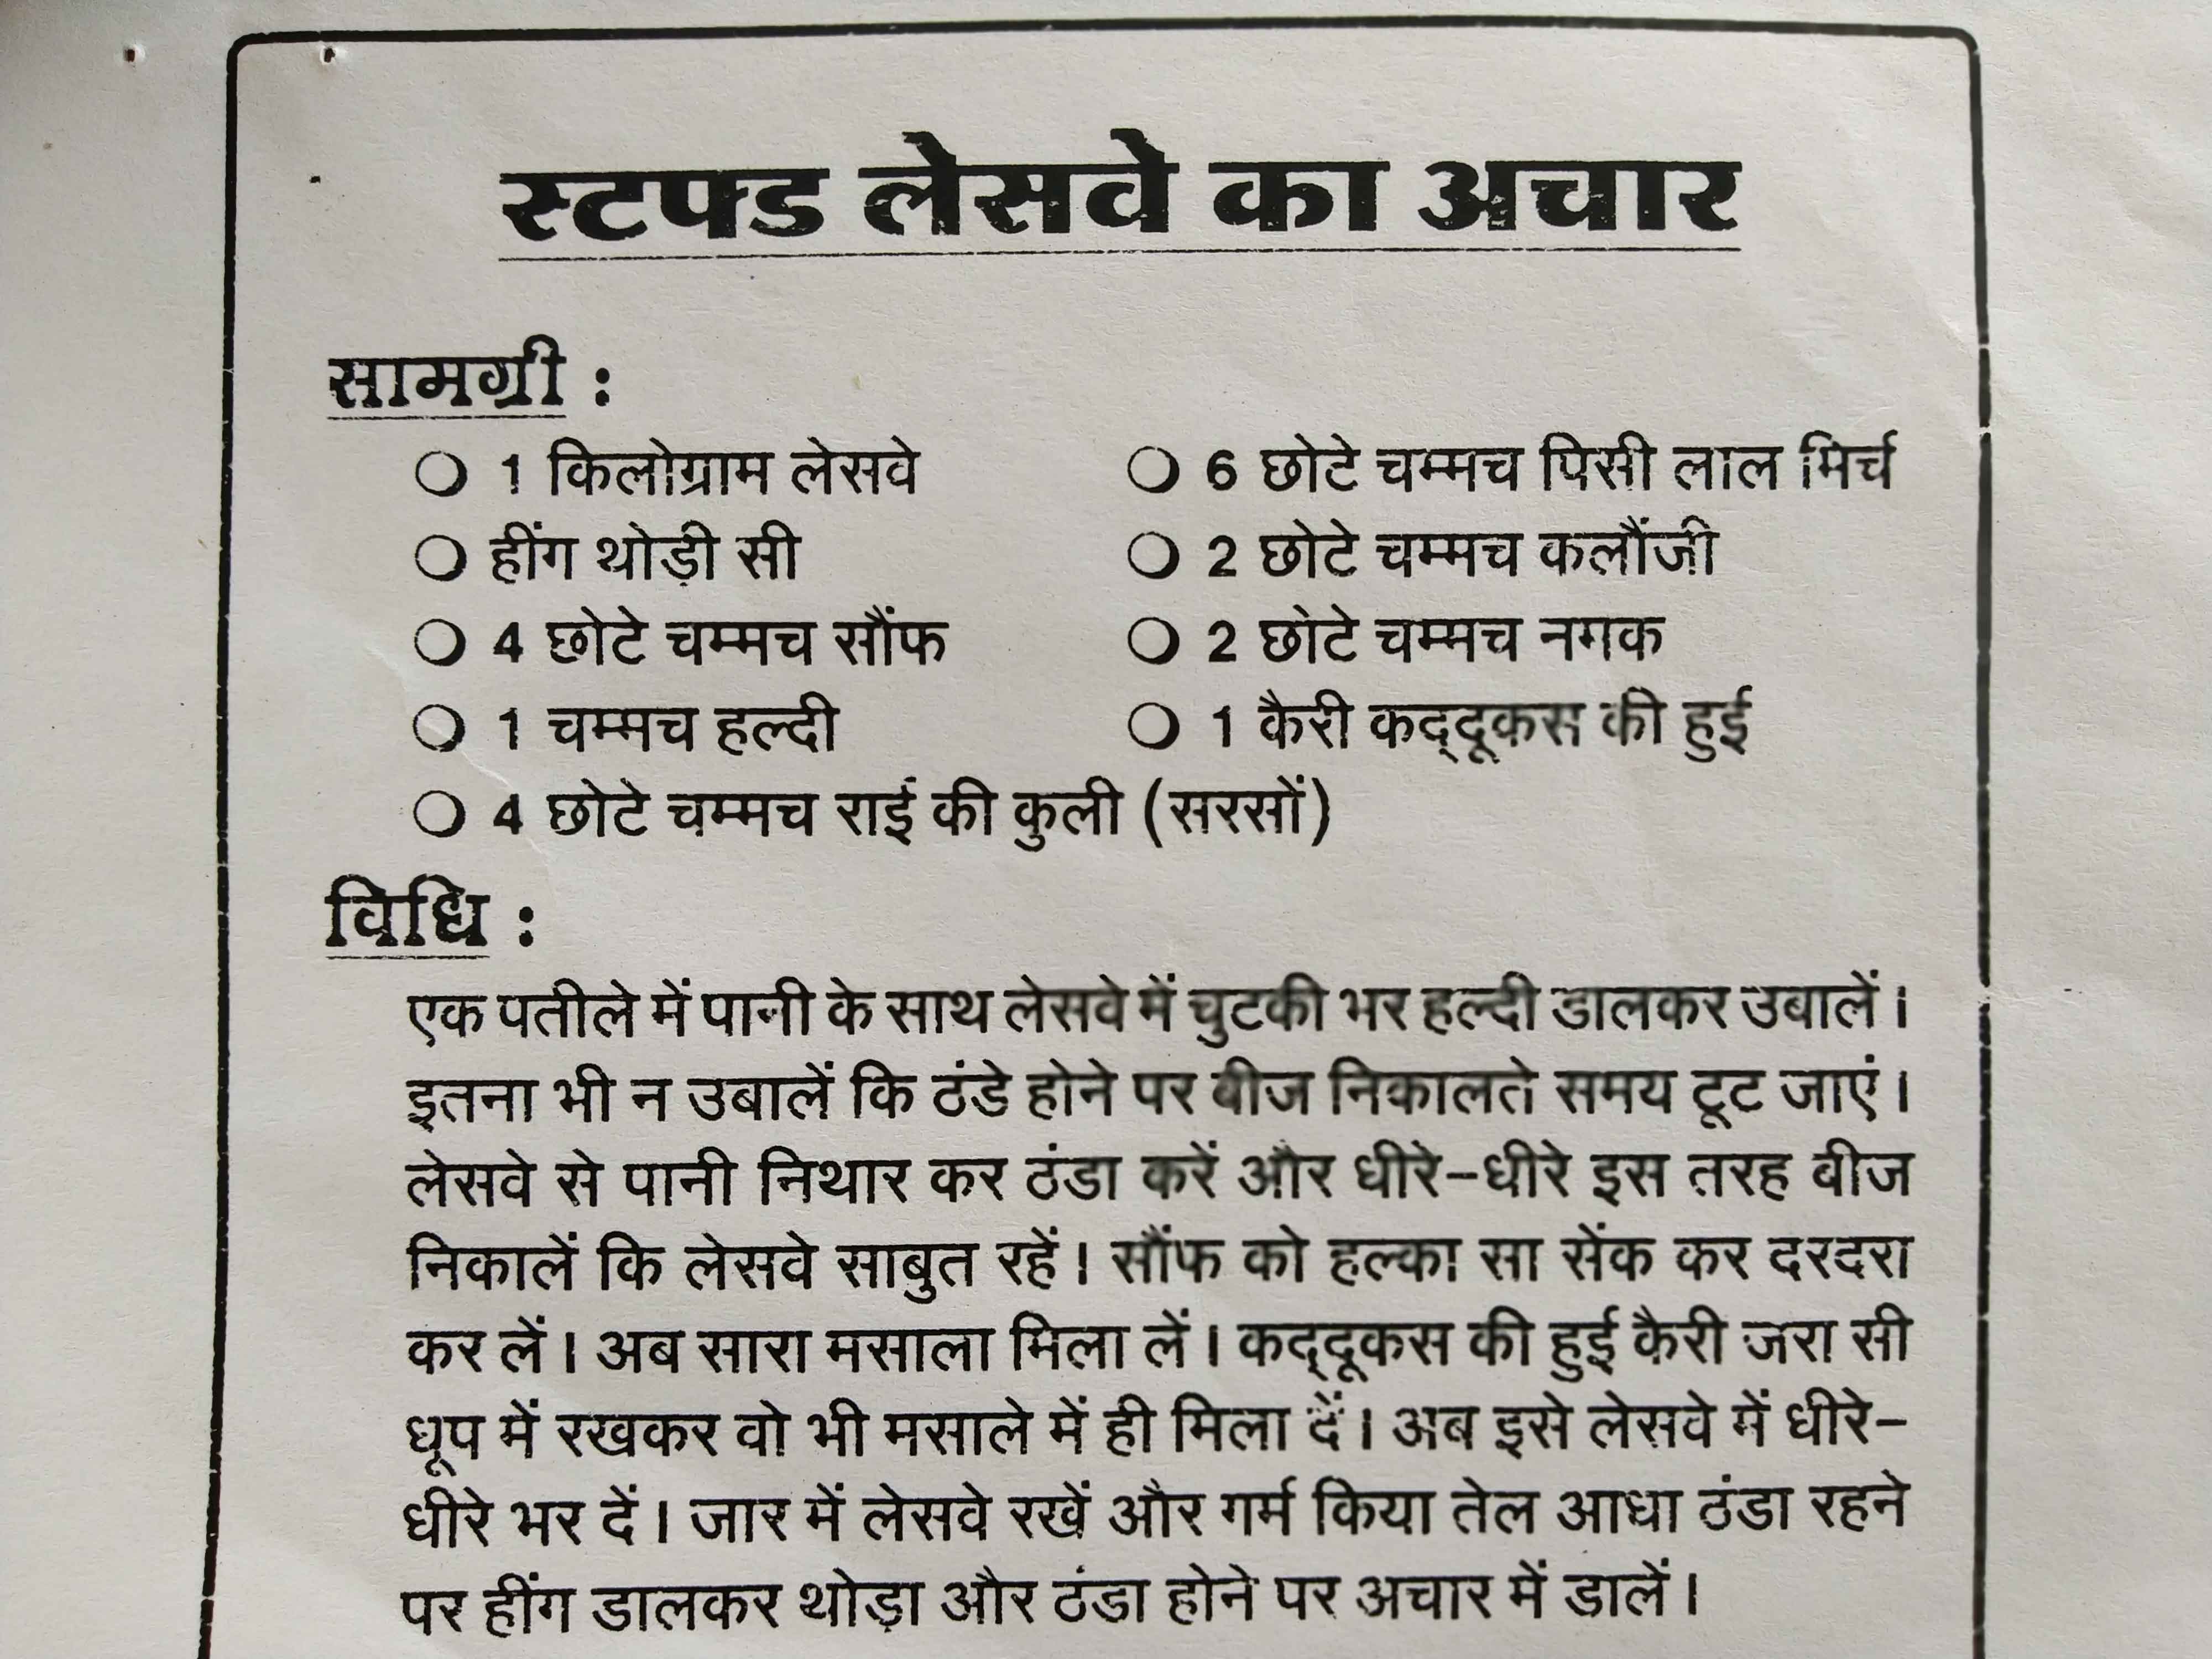 स्टफ्ड लेसवे का अचार
सामग्री :
1 किलोग्राम लेसवे
हींग थोड़ी सी
4 छोटे चम्मच सौंफ
1 चम्मच हल्दी
4 छोटे चम्मच राई की कुली (सरसों)
6 छोटे चम्मच पिसी लाल मिर्च
2 छोटे चम्मच कलौंजी
2 छोटे चम्मच नमक
1 कैरी कद्दूकस की हुई
विधि :
एक पतीले में पानी के साथ लेसवे में चुटकी भर हल्दी डालकर उबालें।
इतना भी न उबालें कि ठंडे होने पर बीज निकालते समय टूट जाएं।
लेसवे से पानी निथार कर ठंडा करें और धीरे-धीरे इस तरह बीज
निकालें कि लेसवे साबुत रहें। सौंफ को हल्का सा सेंक कर दरदरा
कर लें। अब सारा मसाला मिला लें। कद्दूकस की हुई कैरी जरा सी
धूप में रखकर वो भी मसाले में ही मिला दें। अब इसे लेसवे में धीरे-
धीरे भर दें। जार में लेसवे रखें और गर्म किया तेल आधा ठंडा रहने
पर हींग डालकर थोड़ा और ठंडा होने पर अचार में डालें।